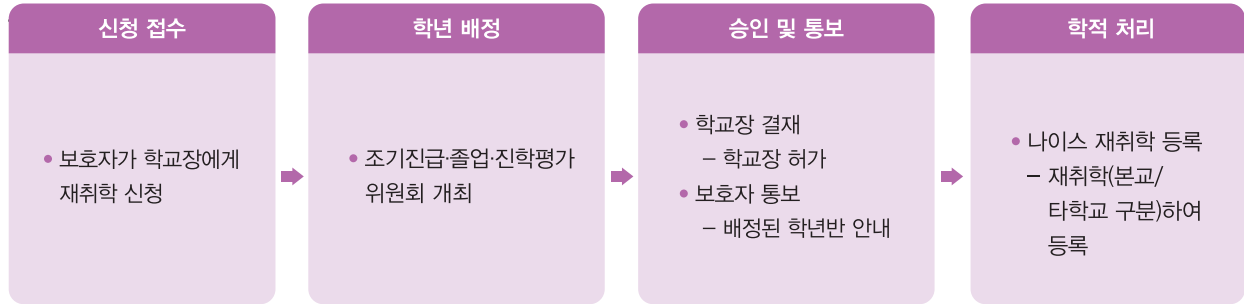 신청 접수
• 보호자가 학교장에게
재취학 신청
학년 배정
• 조기진급·졸업·진학평가
위원회 개최
승인 및 통보
• 학교장 결재
– 학교장 허가
• 보호자 통보
– 배정된 학년반 안내
학적 처리
• 나이스 재취학 등록
– 재취학(본교/
타학교 구분)하여
등록